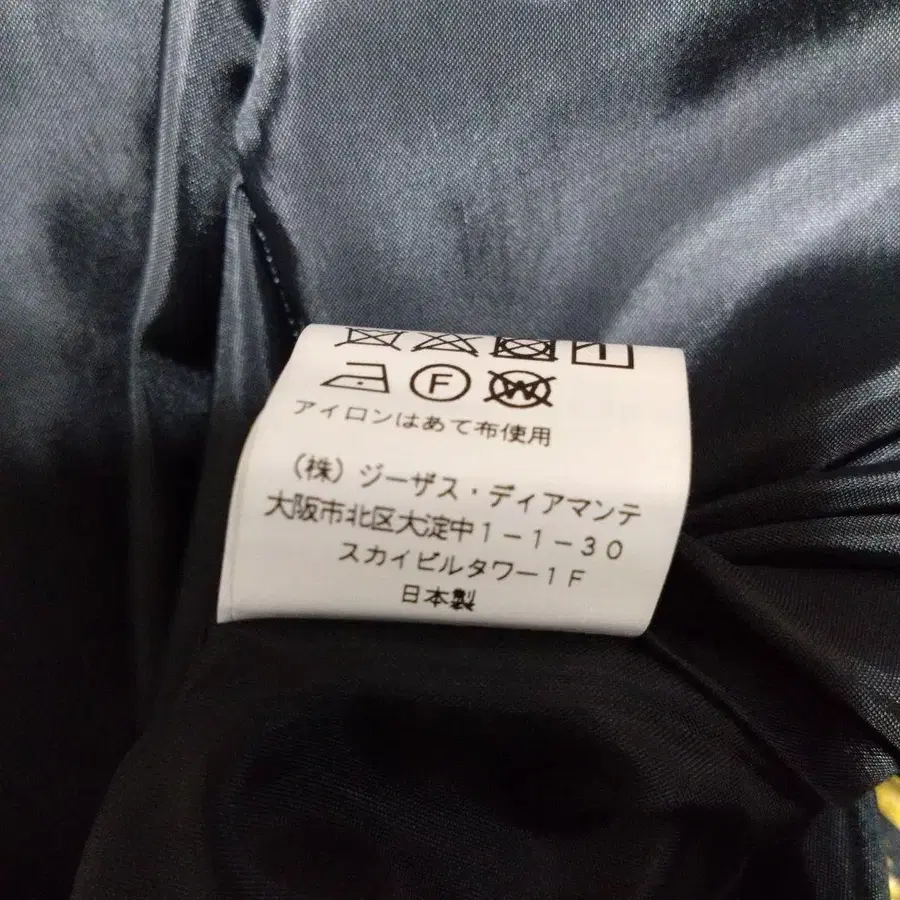 F W
アイロンはあて布使用
(株)ジーザス・ディアマンテ
大阪市北区大淀中1-1-30
スカイビルタワー1F
日本製